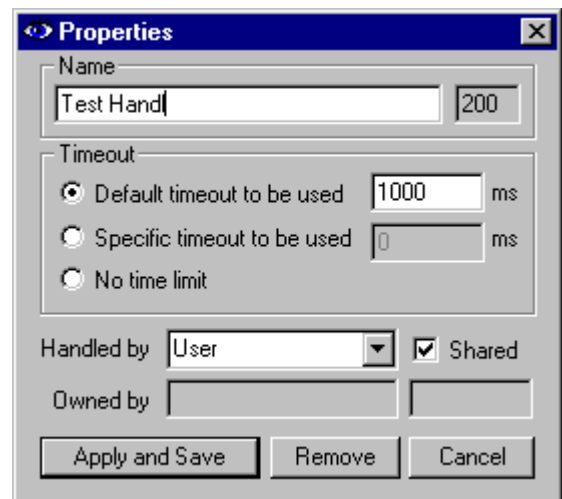 Properties
Name
Test Handl 200
Timeout
Default timeout to be used 1000 ms
Specific timeout to be used 0 ms
No time limit
Handled by User Shared
Owned by
Apply and Save Remove Cancel